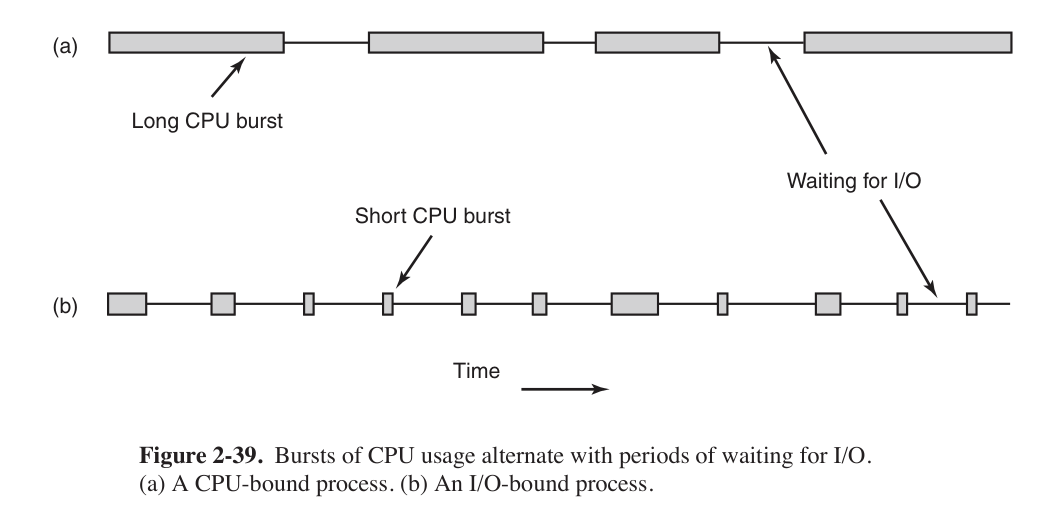 (a)
Long CPU burst
Waiting for I/O
Short CPU burst
(b)
Time
Figure 2-39. Bursts of CPU usage alternate with periods of waiting for I/O.
(a) A CPU-bound process. (b) An I/O-bound process.